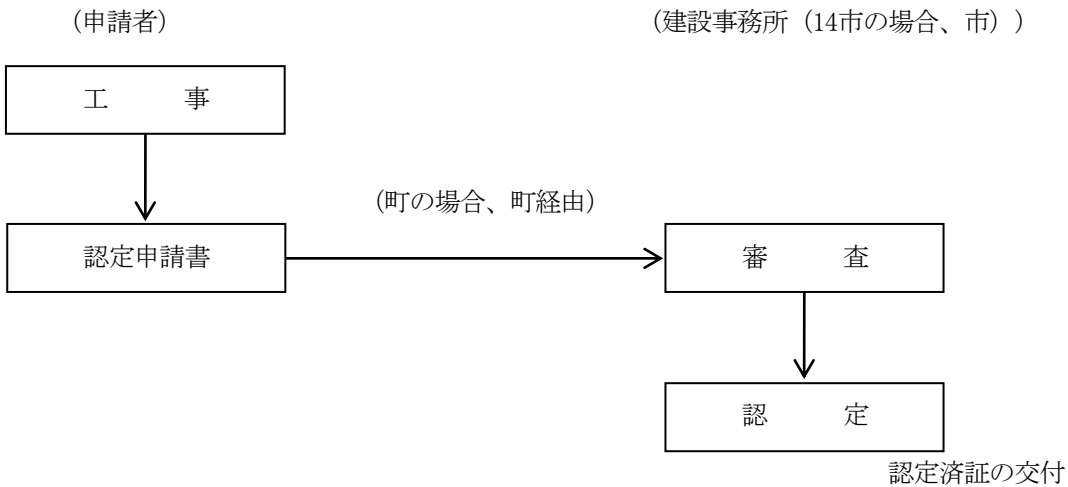 （申請者）
（建設事務所（14市の場合、市））
工　　事
（町の場合、町経由）
認定申請書
審　　査
認　　定
認定済証の交付